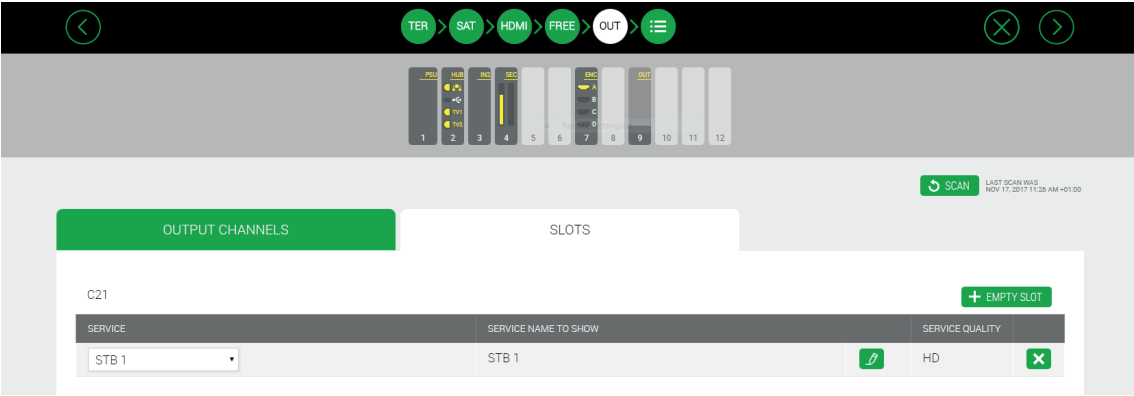 TER SAT HDMI FREE OUT
PSU HUB IN2 SEC ENC OUT
A
B
TV1 C
TV2 D
1 2 3 4 5 6 7 8 9 10 11 12
SCAN
LAST SCAN WAS
NOV 17, 2017 11:26 AM +01:00
OUTPUT CHANNELS SLOTS
C21
+ EMPTY SLOT
SERVICE SERVICE NAME TO SHOW SERVICE QUALITY
STB 1 STB 1 HD